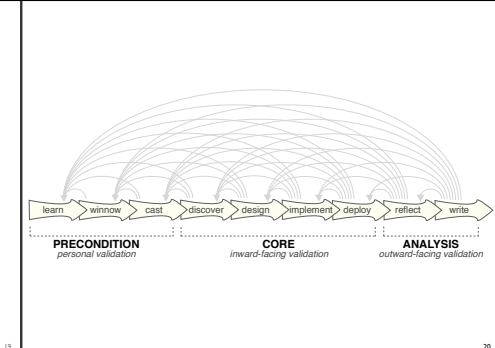 learn winnow cast discover design implement deploy reflect write
PRECONDITION CORE ANALYSIS
personal validation inward-facing validation outward-facing validation
19 20